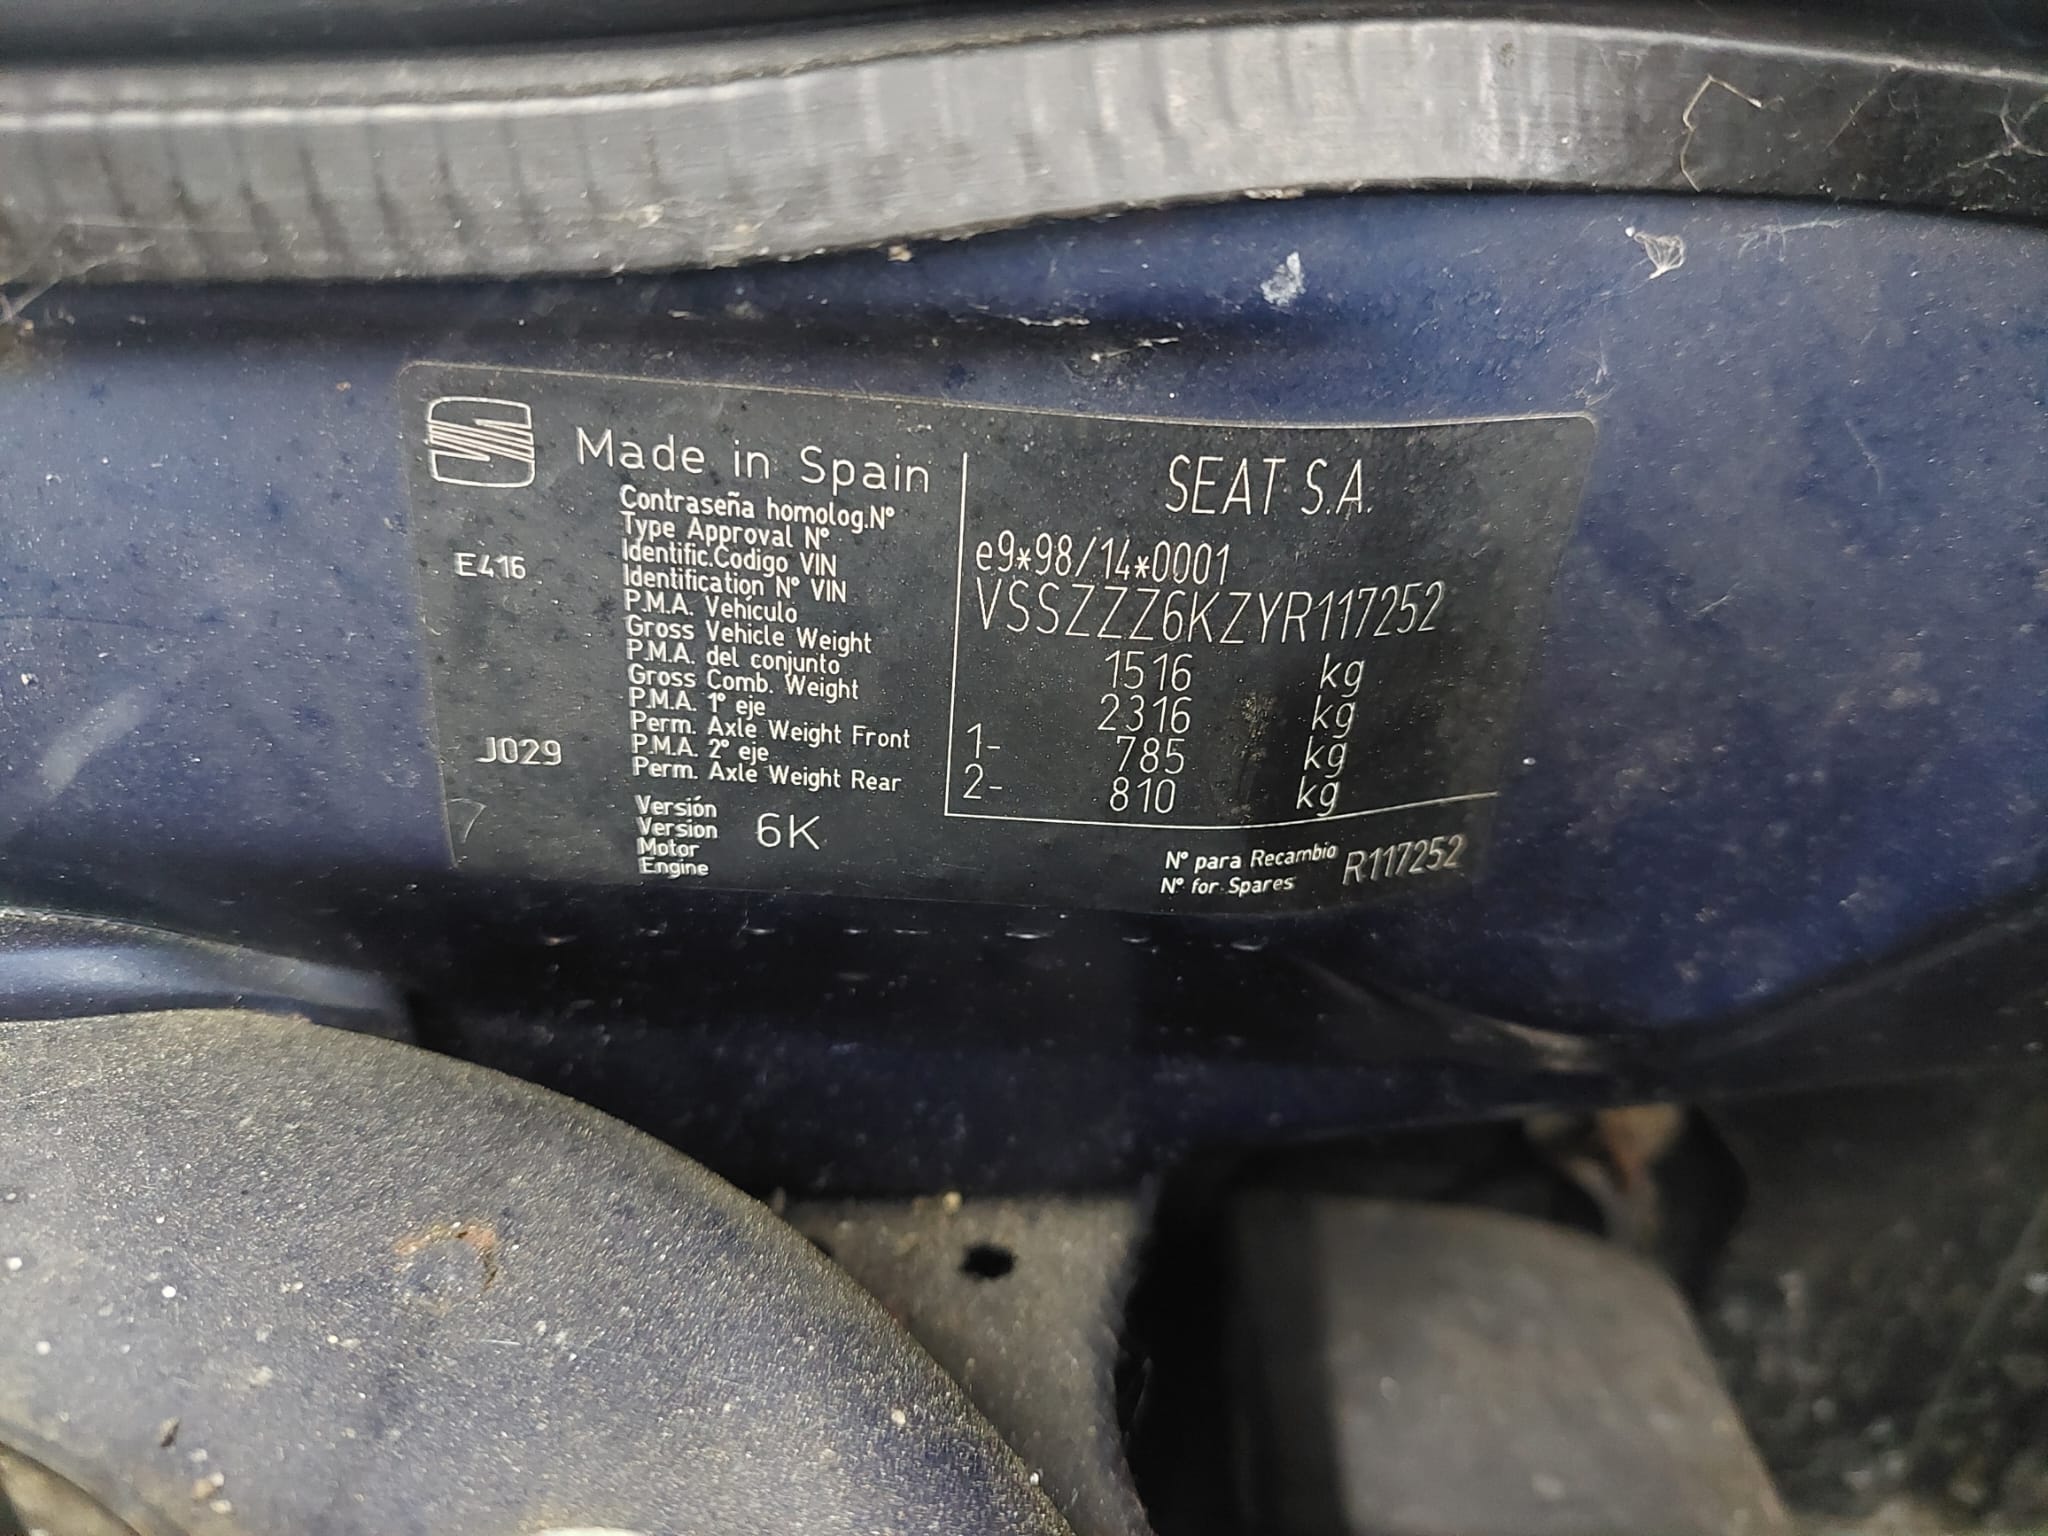 Made in Spain
SEAT S.A.
Contraseña homolog.Nº
Type Approval Nº
e9*98/14*0001
E416
Identific.Codigo VIN
Identification Nº VIN
VSSZZZ6KZYR117252
P.M.A. Vehículo
Gross Vehicle Weight
1516 kg
P.M.A. del conjunto
Gross Comb. Weight
2316 kg
P.M.A. 1º eje
Perm. Axle Weight Front
1- 785 kg
J029
P.M.A. 2º eje
Perm. Axle Weight Rear
2- 810 kg
Versión
Version
6K
Motor
Engine
Nº para Recambio
Nº for Spares
R117252